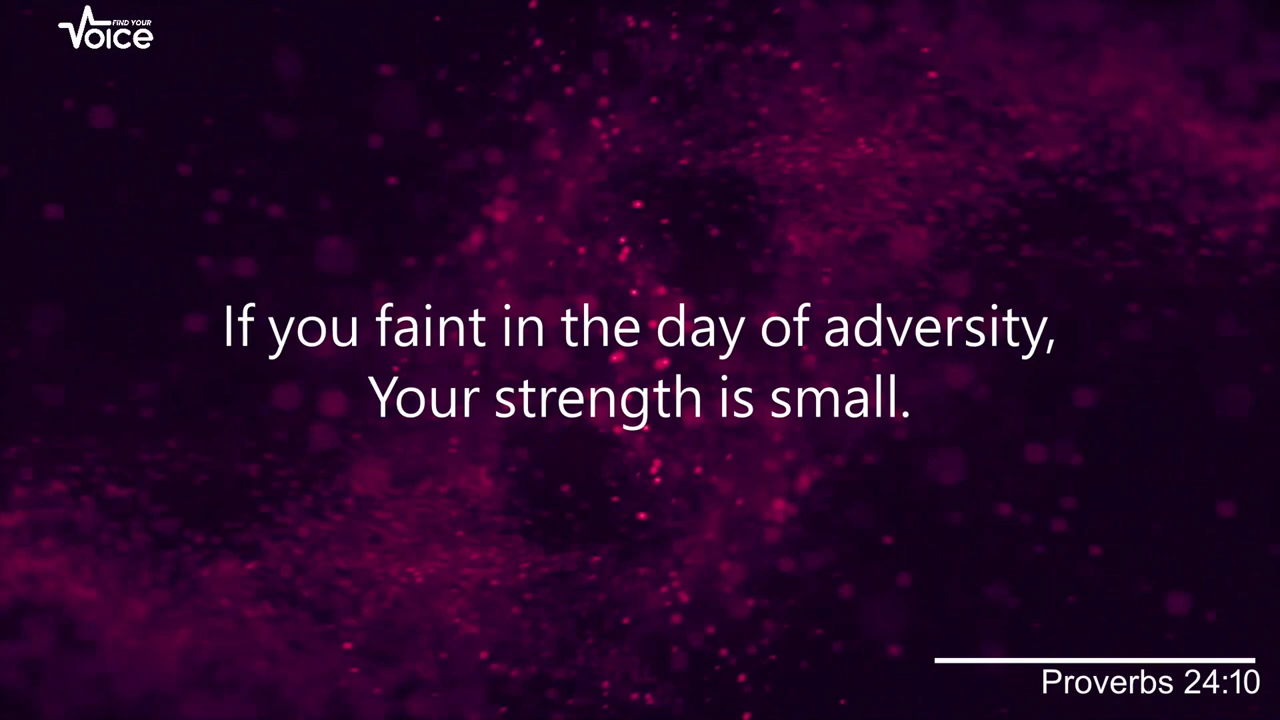 FIND YOUR
Voice
If you faint in the day of adversity,
Your strength is small.
Proverbs 24:10